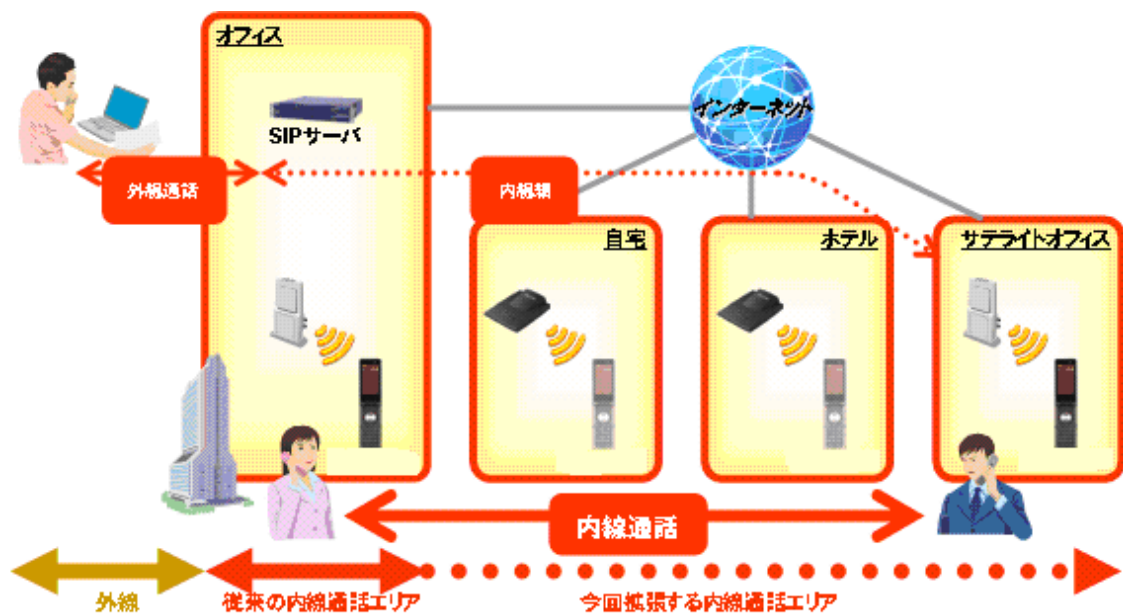 オフィス
SIPサーバ
インターネット
外線通話
内線網
自宅
ホテル
サテライトオフィス
内線通話
外線
従来の内線通話エリア
今回拡張する内線通話エリア